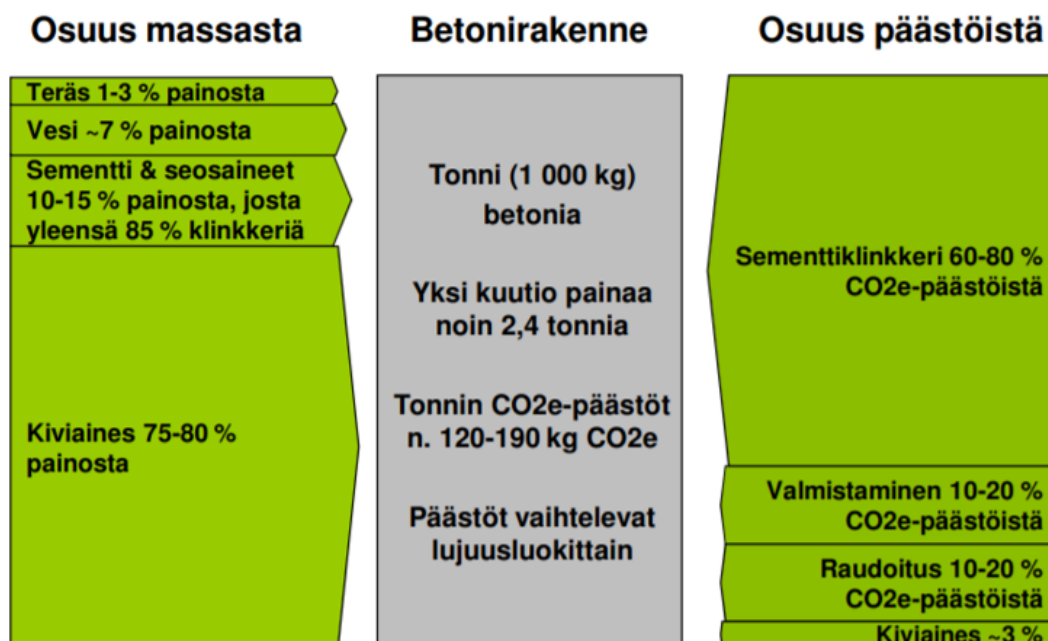 Osuus massasta
Teräs 1-3 % painosta
Vesi ~7 % painosta
Sementti & seosaineet
10-15 % painosta, josta
yleensä 85 % klinkkeriä
Kiviaines 75-80 %
painosta
Betonirakenne
Tonni (1 000 kg)
betonia
Yksi kuutio painaa
noin 2,4 tonnia
Tonnin CO2e-päästöt
n. 120-190 kg CO2e
Päästöt vaihtelevat
lujuusluokittain
Osuus päästöistä
Sementtiklinkkeri 60-80 %
CO2e-päästöistä
Valmistaminen 10-20 %
CO2e-päästöistä
Raudoitus 10-20 %
CO2e-päästöistä
Kiviaines ~3 %